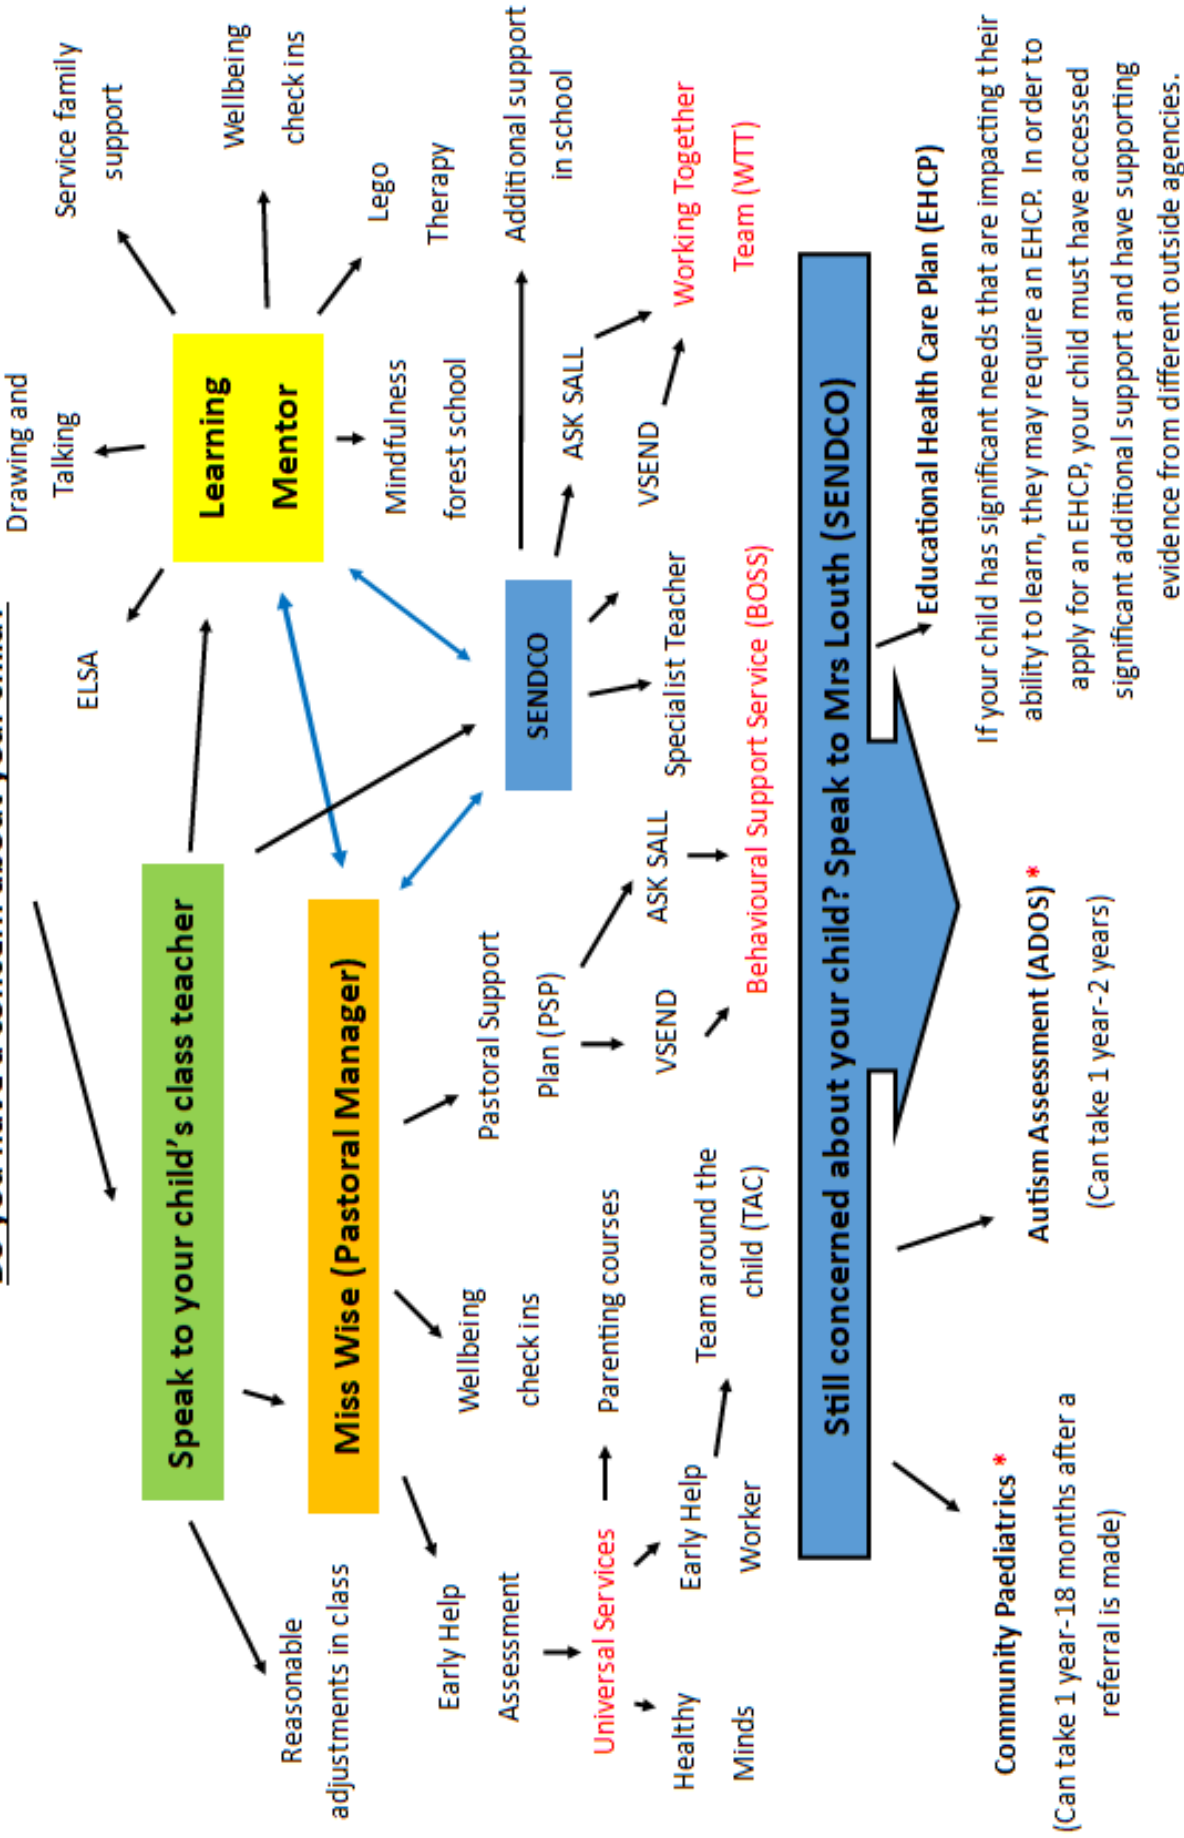 Drawing and
Talking
Service family
support
ELSA
Speak to your child's class teacher
Learning
Mentor
Wellbeing
check ins
Reasonable
adjustments in class
Miss Wise (Pastoral Manager)
Mindfulness
forest school
Lego
Therapy
Early Help
Assessment
Wellbeing
check ins
Pastoral Support
Plan (PSP)
SENDCO
Additional support
in school
Universal Services
Parenting courses
VSEND
ASK SALL
Specialist Teacher
VSEND
ASK SALL
Working Together
Team (WTT)
Healthy
Minds
Early Help
Worker
Team around the
child (TAC)
Behavioural Support Service (BOSS)
Still concerned about your child? Speak to Mrs Louth (SENDCO)
Community Paediatrics *
(Can take 1 year-18 months after a
referral is made)
Autism Assessment (ADOS) *
(Can take 1 year-2 years)
Educational Health Care Plan (EHCP)
If your child has significant needs that are impacting their
ability to learn, they may require an EHCP. In order to
apply for an EHCP, your child must have accessed
significant additional support and have supporting
evidence from different outside agencies.